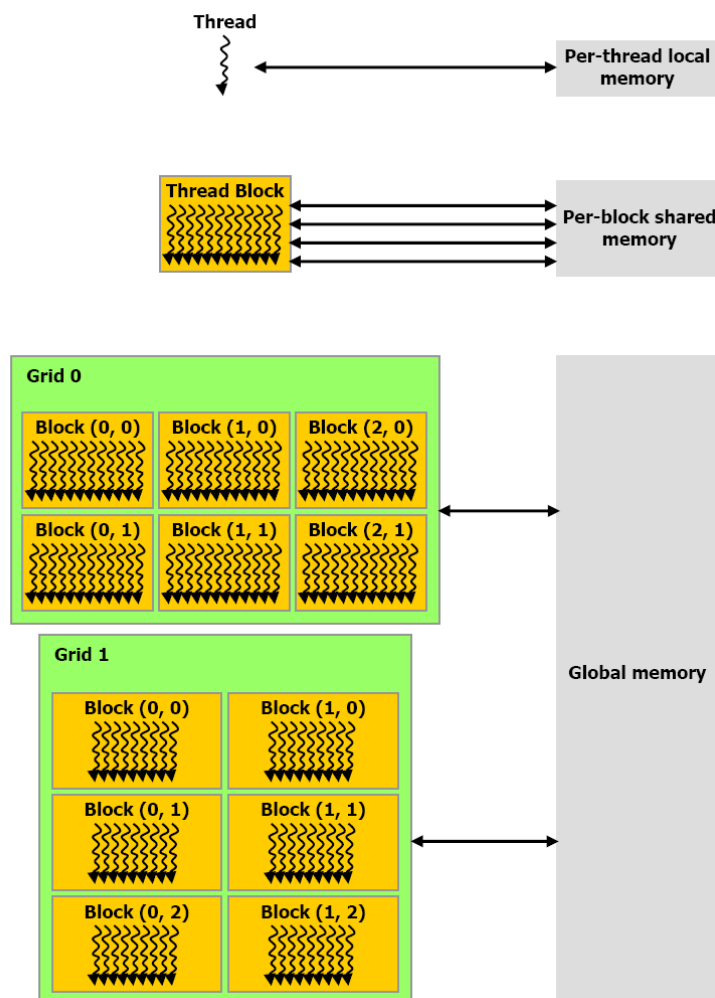 Thread
Per-thread local
memory
Thread Block
Per-block shared
memory
Grid 0
Block (0, 0) Block (1, 0) Block (2, 0)
Block (0, 1) Block (1, 1) Block (2, 1)
Grid 1
Global memory
Block (0, 0) Block (1, 0)
Block (0, 1) Block (1, 1)
Block (0, 2) Block (1, 2)